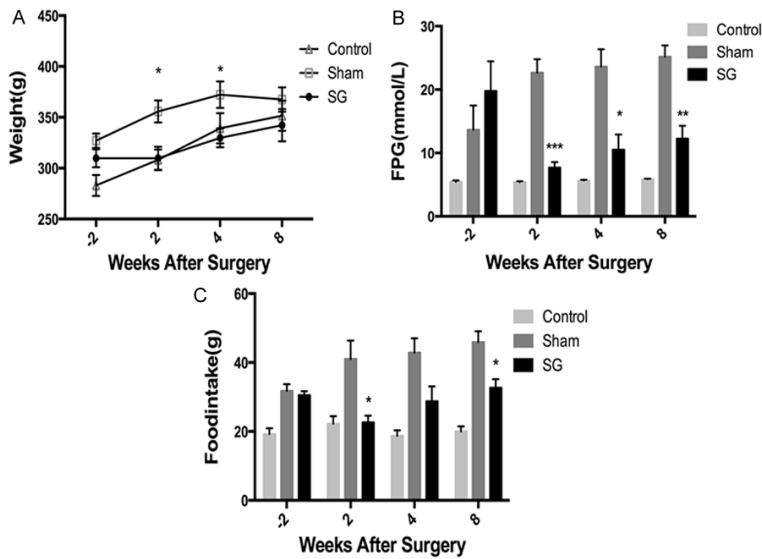 A
450
400
350
300
250
Weight(g)
*
*
Control
Sham
SG
-2
2
4
8
Weeks After Surgery
B
30
20
10
0
FPG(mmol/L)
***
*
**
Control
Sham
SG
-2
2
4
8
Weeks After Surgery
C
60
40
20
0
Foodintake(g)
*
*
Control
Sham
SG
-2
2
4
8
Weeks After Surgery